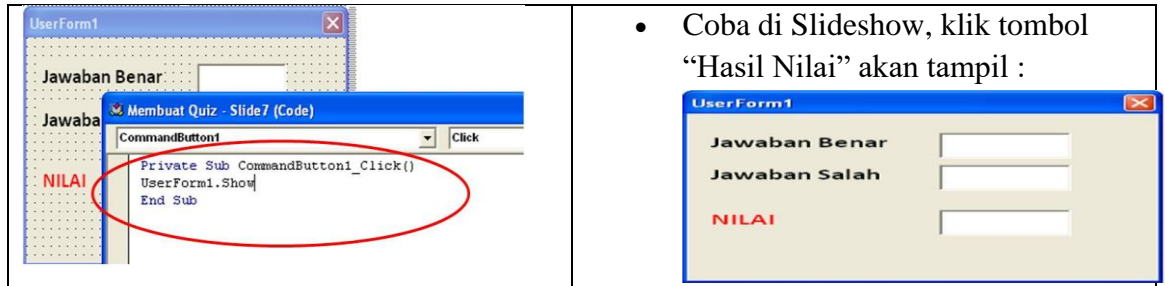 UserForm1
Jawaban Benar
Jawaba
NILAI
Membuat Quiz - Slide7 (Code)
CommandButton1 Click
Private Sub CommandButton1_Click()
UserForm1.Show
End Sub
• Coba di Slideshow, klik tombol
“Hasil Nilai” akan tampil :
UserForm1
Jawaban Benar
Jawaban Salah
NILAI